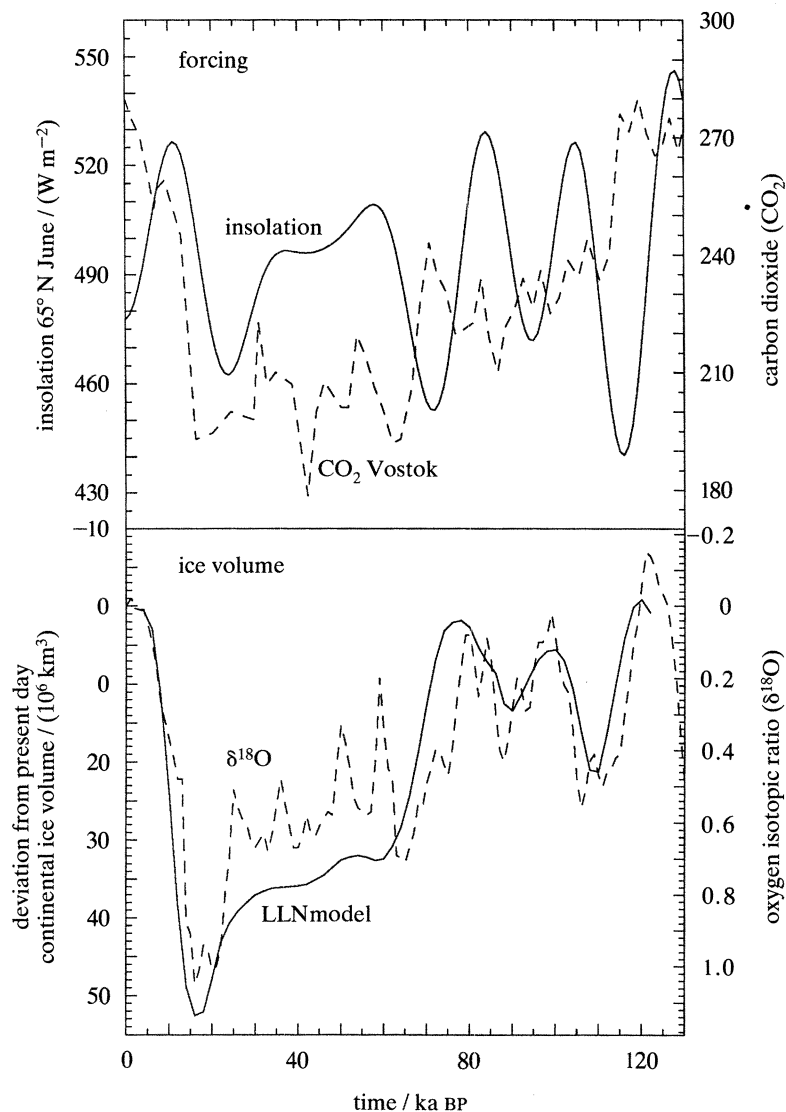 forcing
550
520
490
460
430
insolation 65° N June / (W m⁻²)
300
270
240
210
180
carbon dioxide (CO₂)
insolation
CO₂ Vostok
−10
0
0
20
30
40
50
deviation from present day
continental ice volume / (10⁶ km³)
ice volume
−0.2
0
0.2
0.4
0.6
0.8
1.0
oxygen isotopic ratio (δ¹⁸O)
δ¹⁸O
LLNmodel
0
40
80
120
time / ka BP